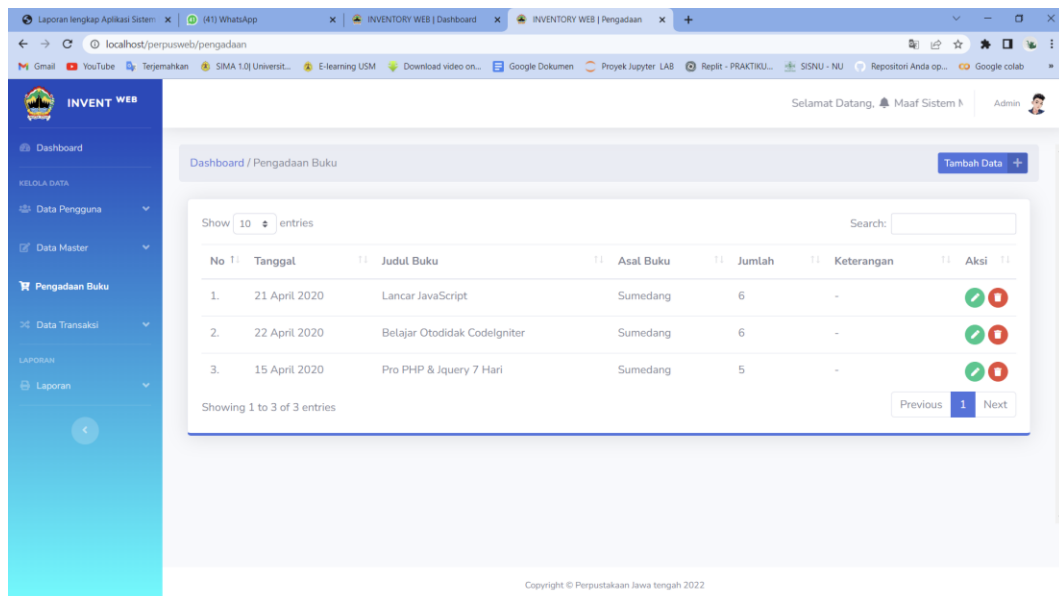 Laporan lengkap Aplikasi Sistem
(41) WhatsApp
INVENTORY WEB | Dashboard
INVENTORY WEB | Pengadaan
localhost/perpusweb/pengadaan
Gmail YouTube Terjemahkan SIMA 1.0| Universit... E-learning USM Download video on... Google Dokumen Proyek Jupyter LAB Replit - PRAKTIKU... SISNU - NU Repositori Anda op... Google colab »
INVENT WEB
Selamat Datang, Maaf Sistem
Admin
Dashboard
KELOLA DATA
Data Pengguna
Data Master
Pengadaan Buku
Data Transaksi
LAPORAN
Laporan
Dashboard / Pengadaan Buku
Tambah Data +
Show 10 entries
Search:
No Tanggal Judul Buku Asal Buku Jumlah Keterangan Aksi
1. 21 April 2020 Lancar JavaScript Sumedang 6 -
2. 22 April 2020 Belajar Otodidak CodeIgniter Sumedang 6 -
3. 15 April 2020 Pro PHP & Jquery 7 Hari Sumedang 5 -
Showing 1 to 3 of 3 entries
Previous 1 Next
Copyright © Perpustakaan Jawa tengah 2022